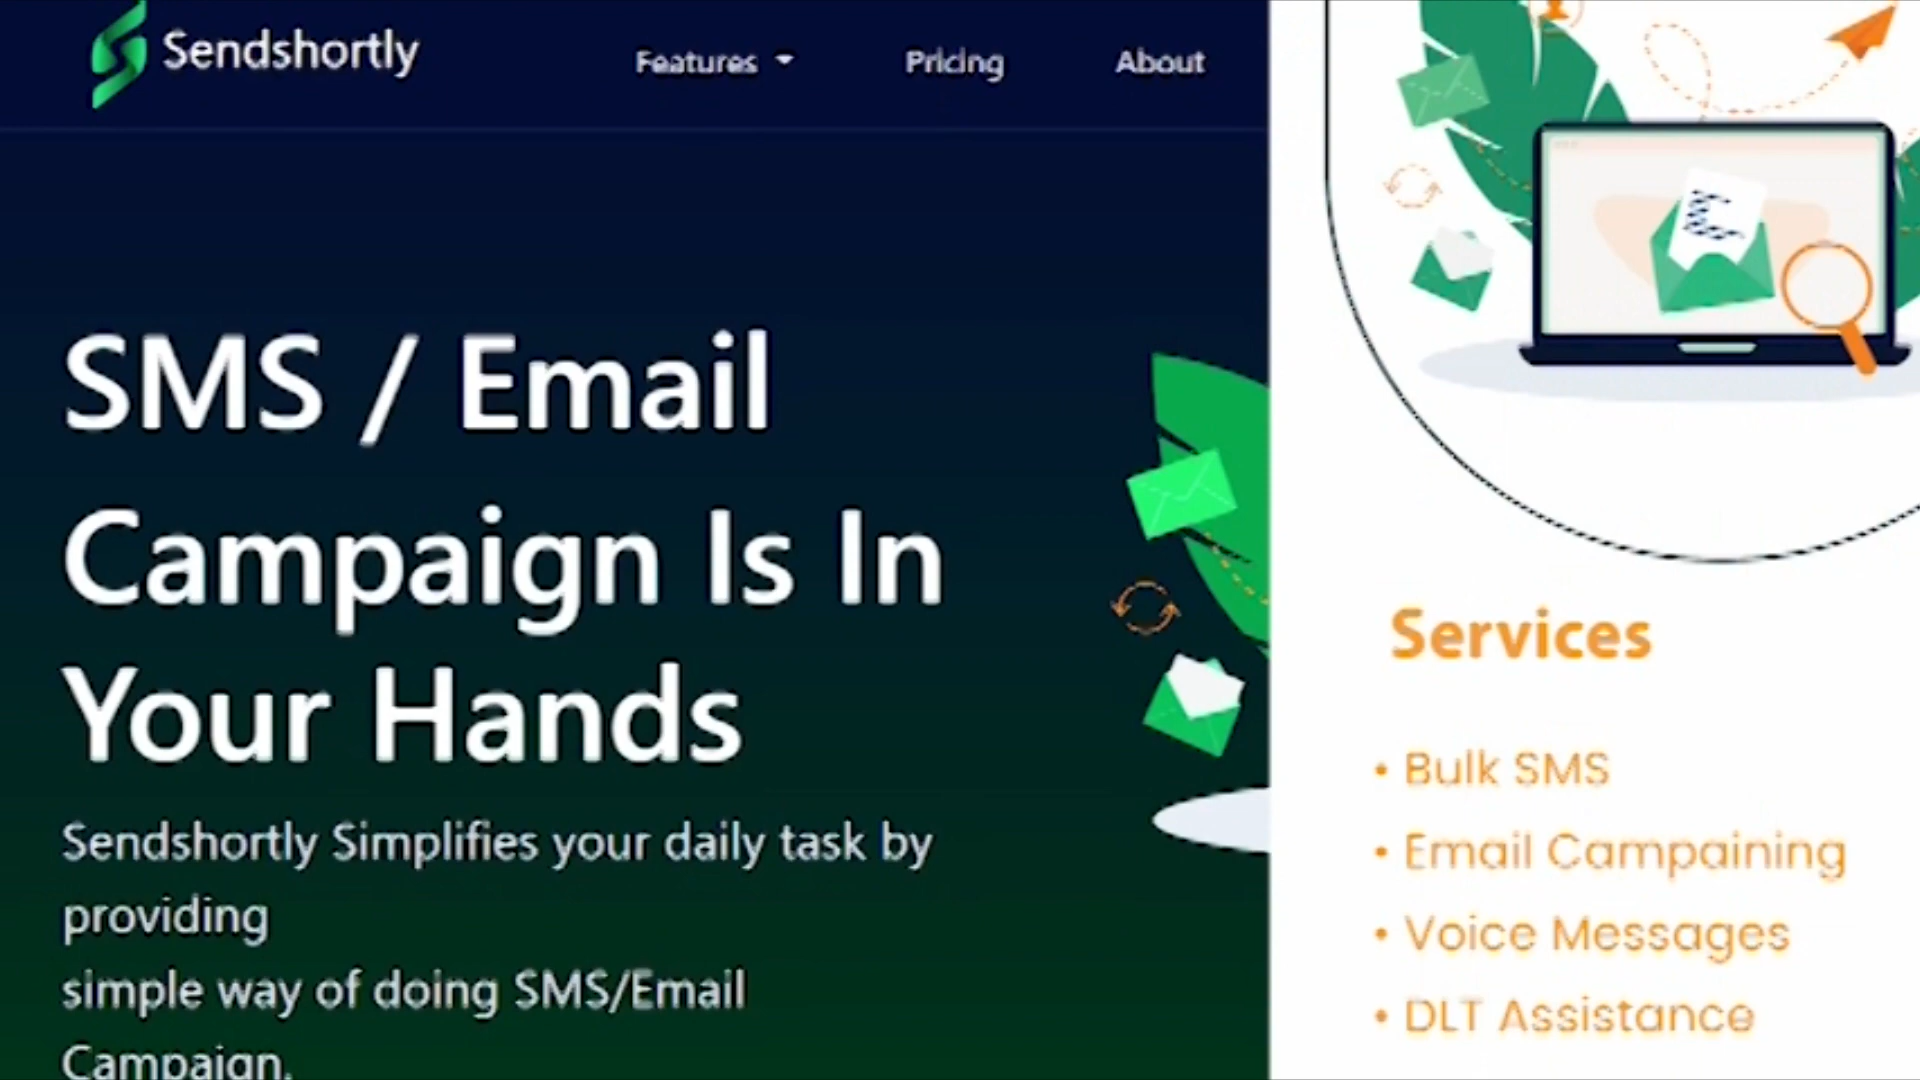 Sendshortly
Features
Pricing
About
SMS / Email
Campaign Is In
Your Hands
Sendshortly Simplifies your daily task by
providing
simple way of doing SMS/Email
Campaign.
Services
• Bulk SMS
• Email Campaining
• Voice Messages
• DLT Assistance